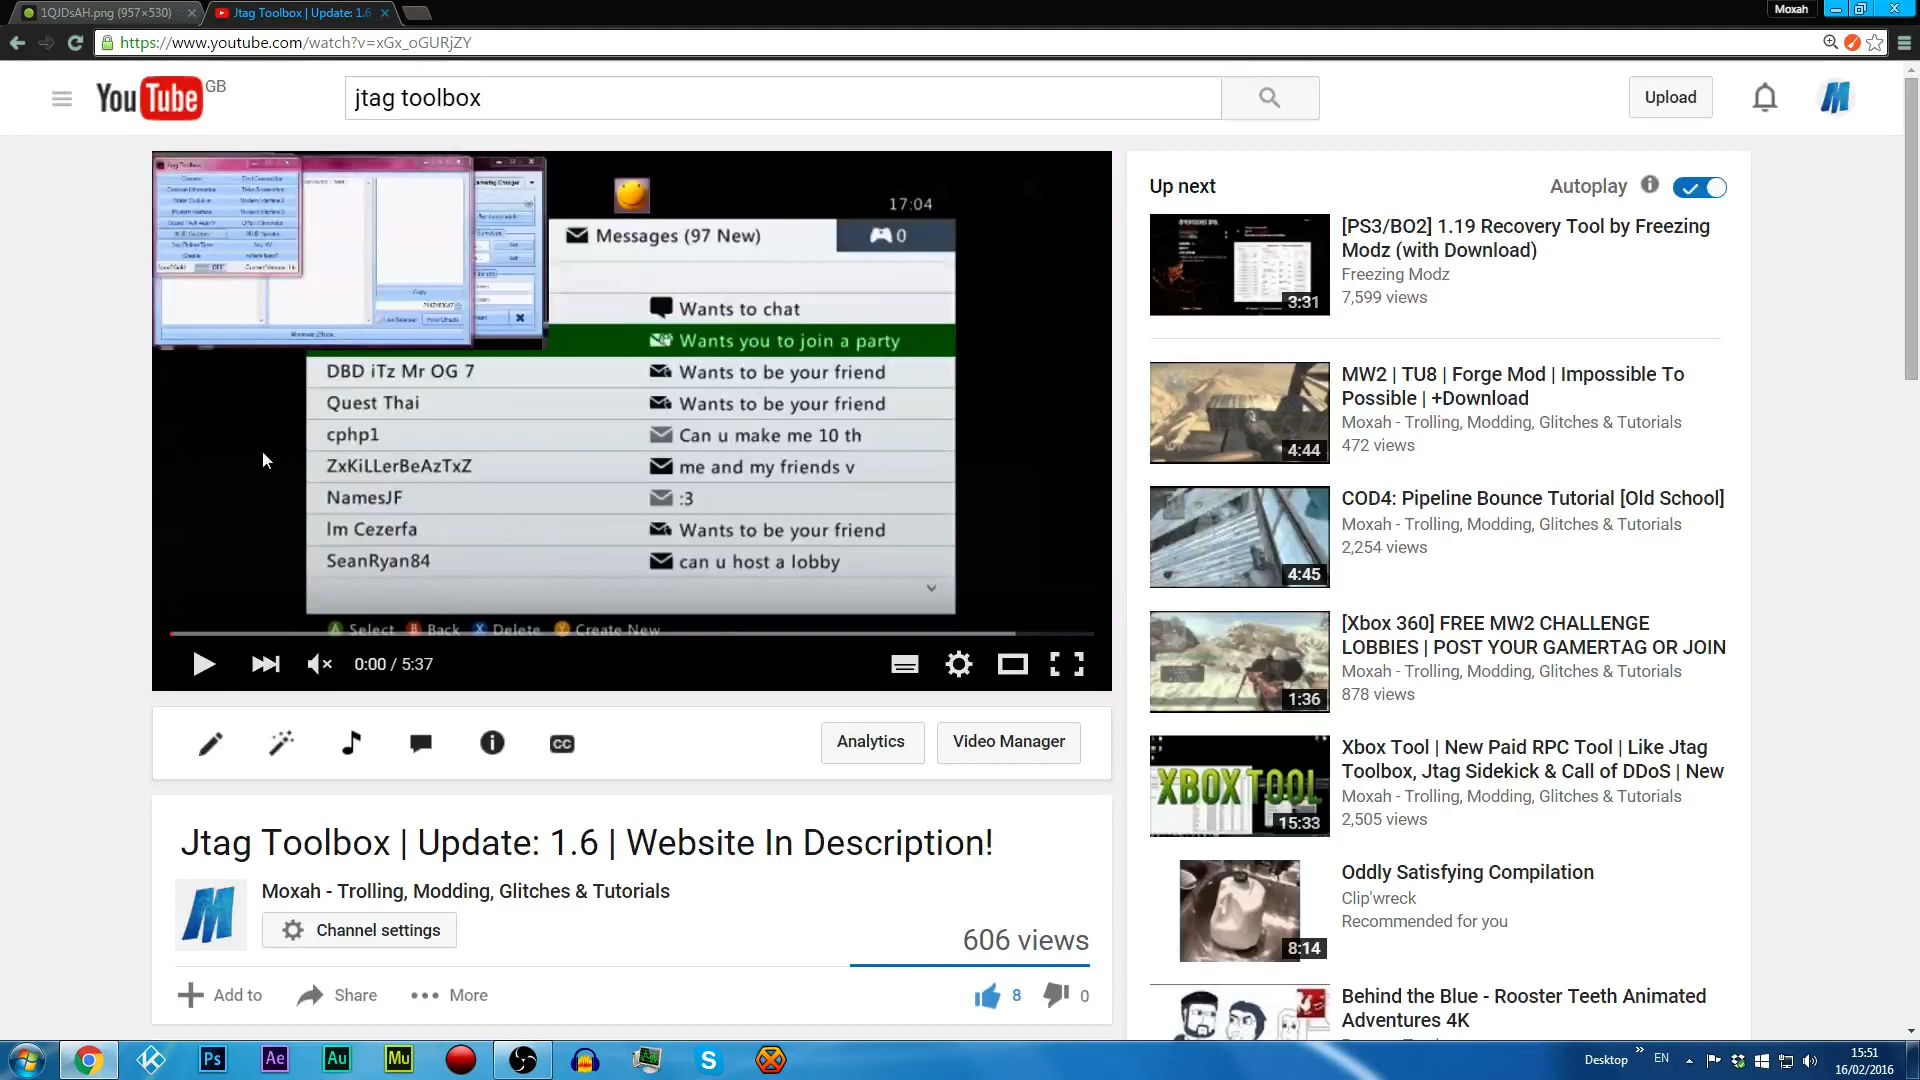 1QJDsAH.png (957×530)
Jtag Toolbox | Update: 1.6
Moxah
https://www.youtube.com/watch?v=xGx_oGURjZY
YouTube GB
jtag toolbox
Upload
17:04
Messages (97 New)
0
Wants to chat
Wants you to join a party
DBD iTz Mr OG 7 Wants to be your friend
Quest Thai Wants to be your friend
cphp1 Can u make me 10 th
ZxKiLLerBeAzTxZ me and my friends v
NamesJF :3
Im Cezerfa Wants to be your friend
SeanRyan84 can u host a lobby
A Select B Back X Delete Y Create New
0:00 / 5:37
CC
Analytics
Video Manager
Jtag Toolbox | Update: 1.6 | Website In Description!
Moxah - Trolling, Modding, Glitches & Tutorials
Channel settings
606 views
Add to
Share
More
8
0
Up next
Autoplay
[PS3/BO2] 1.19 Recovery Tool by Freezing
Modz (with Download)
Freezing Modz
7,599 views
3:31
MW2 | TU8 | Forge Mod | Impossible To
Possible | +Download
Moxah - Trolling, Modding, Glitches & Tutorials
472 views
4:44
COD4: Pipeline Bounce Tutorial [Old School]
Moxah - Trolling, Modding, Glitches & Tutorials
2,254 views
4:45
[Xbox 360] FREE MW2 CHALLENGE
LOBBIES | POST YOUR GAMERTAG OR JOIN
Moxah - Trolling, Modding, Glitches & Tutorials
878 views
1:36
Xbox Tool | New Paid RPC Tool | Like Jtag
Toolbox, Jtag Sidekick & Call of DDoS | New
Moxah - Trolling, Modding, Glitches & Tutorials
2,505 views
XBOX TOOL
15:33
Oddly Satisfying Compilation
Clip'wreck
Recommended for you
8:14
Behind the Blue - Rooster Teeth Animated
Adventures 4K
Ps
Ae
Au
Mu
Desktop
EN
15:51
16/02/2016